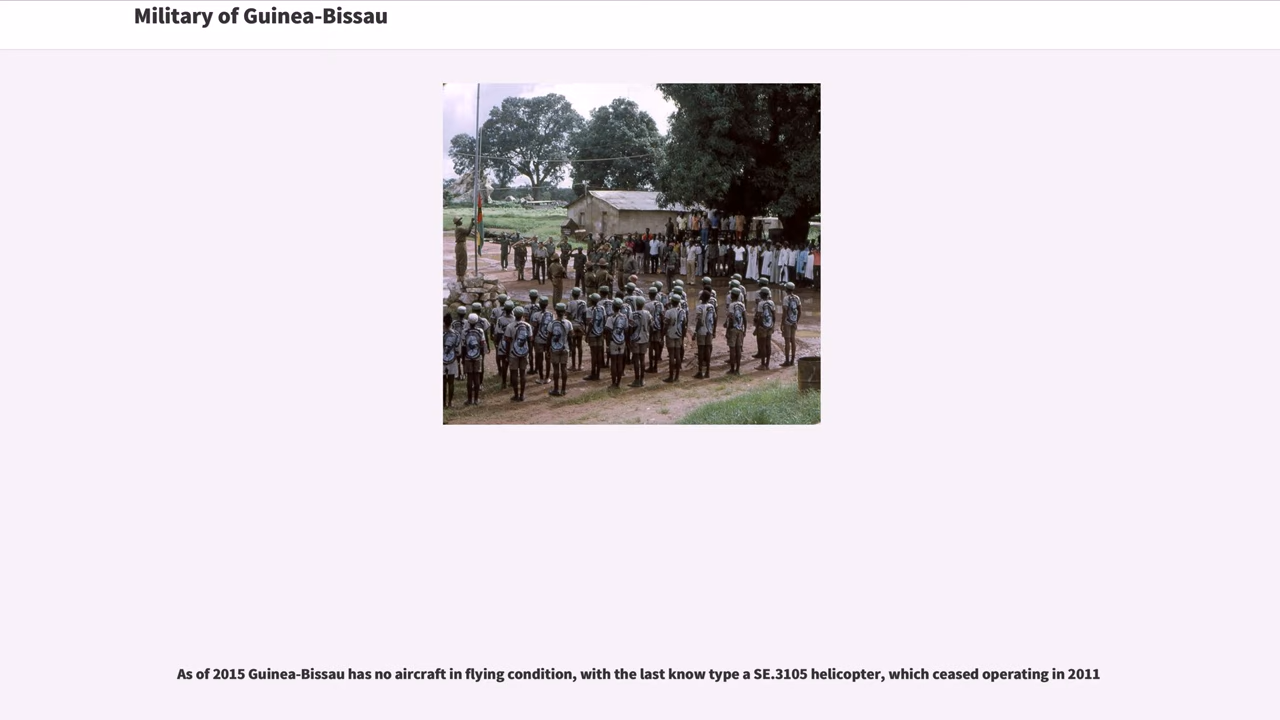 Military of Guinea-Bissau
As of 2015 Guinea-Bissau has no aircraft in flying condition, with the last know type a SE.3105 helicopter, which ceased operating in 2011